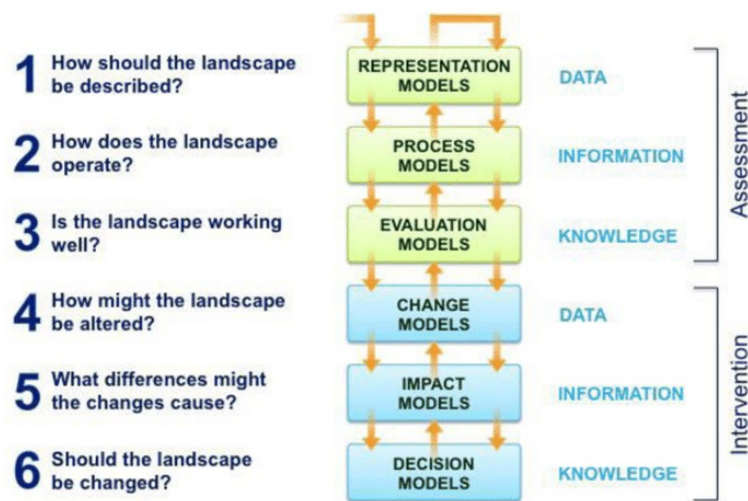 1 How should the landscape
be described?
REPRESENTATION
MODELS
DATA
2 How does the landscape
operate?
PROCESS
MODELS
INFORMATION
3 Is the landscape working
well?
EVALUATION
MODELS
KNOWLEDGE
Assessment
4 How might the landscape
be altered?
CHANGE
MODELS
DATA
5 What differences might
the changes cause?
IMPACT
MODELS
INFORMATION
6 Should the landscape
be changed?
DECISION
MODELS
KNOWLEDGE
Intervention